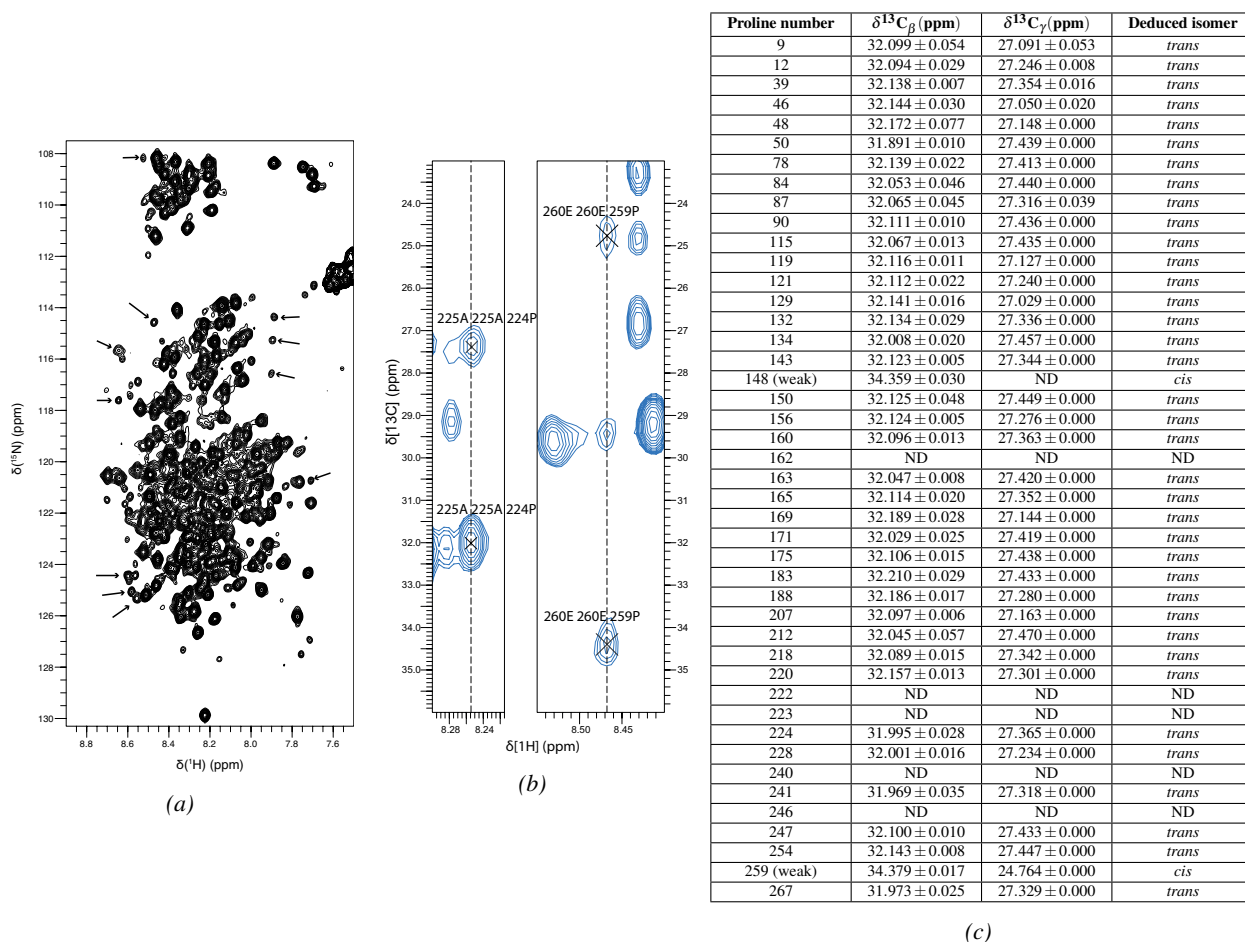 108
110
112
114
116
118
120
122
124
126
128
130
δ(¹⁵N) (ppm)
8.8 8.6 8.4 8.2 8.0 7.8 7.6
δ(¹H) (ppm)
(a)
24.0
25.0
26.0
27.0
28.0
29.0
30.0
31.0
32.0
33.0
34.0
35.0
225A 225A 224P
225A 225A 224P
8.28 8.24
δ[13C] (ppm)
260E 260E 259P
260E 260E 259P
24
25
26
27
28
29
30
31
32
33
34
35
8.50 8.45
δ[1H] (ppm)
(b)
Proline number δ¹³Cβ(ppm) δ¹³Cγ(ppm) Deduced isomer
9 32.099 ± 0.054 27.091 ± 0.053 trans
12 32.094 ± 0.029 27.246 ± 0.008 trans
39 32.138 ± 0.007 27.354 ± 0.016 trans
46 32.144 ± 0.030 27.050 ± 0.020 trans
48 32.172 ± 0.077 27.148 ± 0.000 trans
50 31.891 ± 0.010 27.439 ± 0.000 trans
78 32.139 ± 0.022 27.413 ± 0.000 trans
84 32.053 ± 0.046 27.440 ± 0.000 trans
87 32.065 ± 0.045 27.316 ± 0.039 trans
90 32.111 ± 0.010 27.436 ± 0.000 trans
115 32.067 ± 0.013 27.435 ± 0.000 trans
119 32.116 ± 0.011 27.127 ± 0.000 trans
121 32.112 ± 0.022 27.240 ± 0.000 trans
129 32.141 ± 0.016 27.029 ± 0.000 trans
132 32.134 ± 0.029 27.336 ± 0.000 trans
134 32.008 ± 0.020 27.457 ± 0.000 trans
143 32.123 ± 0.005 27.344 ± 0.000 trans
148 (weak) 34.359 ± 0.030 ND cis
150 32.125 ± 0.048 27.449 ± 0.000 trans
156 32.124 ± 0.005 27.276 ± 0.000 trans
160 32.096 ± 0.013 27.363 ± 0.000 trans
162 ND ND ND
163 32.047 ± 0.008 27.420 ± 0.000 trans
165 32.114 ± 0.020 27.352 ± 0.000 trans
169 32.189 ± 0.028 27.144 ± 0.000 trans
171 32.029 ± 0.025 27.419 ± 0.000 trans
175 32.106 ± 0.015 27.438 ± 0.000 trans
183 32.210 ± 0.029 27.433 ± 0.000 trans
188 32.186 ± 0.017 27.280 ± 0.000 trans
207 32.097 ± 0.006 27.163 ± 0.000 trans
212 32.045 ± 0.057 27.470 ± 0.000 trans
218 32.089 ± 0.015 27.342 ± 0.000 trans
220 32.157 ± 0.013 27.301 ± 0.000 trans
222 ND ND ND
223 ND ND ND
224 31.995 ± 0.028 27.365 ± 0.000 trans
228 32.001 ± 0.016 27.234 ± 0.000 trans
240 ND ND ND
241 31.969 ± 0.035 27.318 ± 0.000 trans
246 ND ND ND
247 32.100 ± 0.010 27.433 ± 0.000 trans
254 32.143 ± 0.008 27.447 ± 0.000 trans
259 (weak) 34.379 ± 0.017 24.764 ± 0.000 cis
267 31.973 ± 0.025 27.329 ± 0.000 trans
(c)